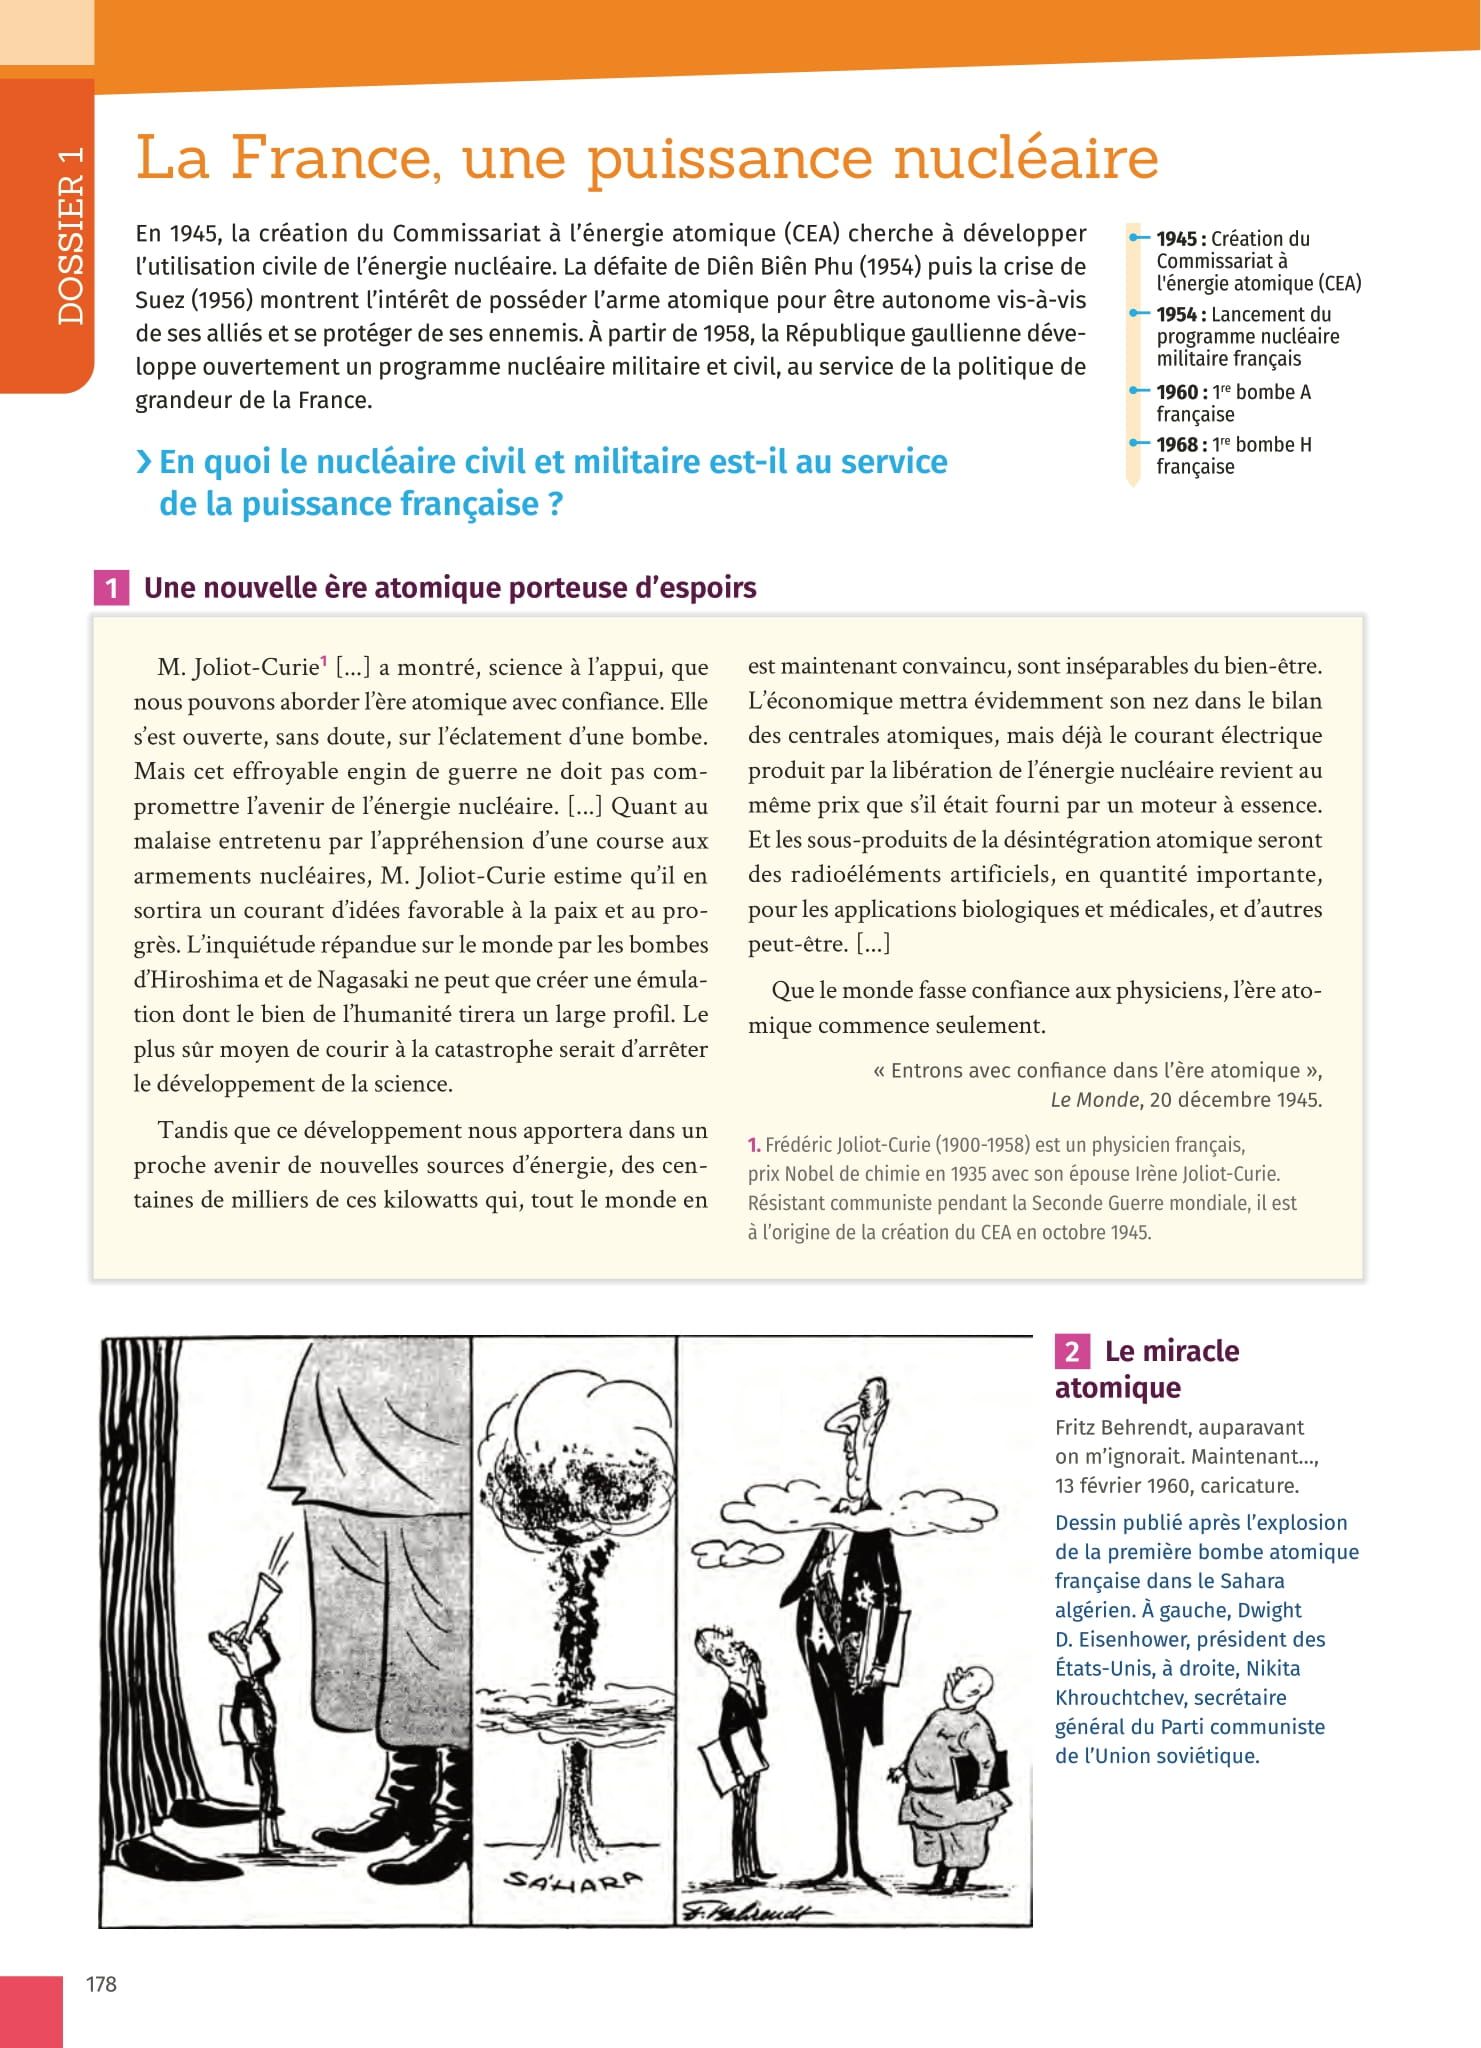 DOSSIER 1
La France, une puissance nucléaire
En 1945, la création du Commissariat à l’énergie atomique (CEA) cherche à développer
l’utilisation civile de l’énergie nucléaire. La défaite de Diên Biên Phu (1954) puis la crise de
Suez (1956) montrent l’intérêt de posséder l’arme atomique pour être autonome vis-à-vis
de ses alliés et se protéger de ses ennemis. À partir de 1958, la République gaullienne déve-
loppe ouvertement un programme nucléaire militaire et civil, au service de la politique de
grandeur de la France.
1945 : Création du
Commissariat à
l'énergie atomique (CEA)
1954 : Lancement du
programme nucléaire
militaire français
1960 : 1re bombe A
française
1968 : 1re bombe H
française
› En quoi le nucléaire civil et militaire est-il au service
de la puissance française ?
1 Une nouvelle ère atomique porteuse d’espoirs
M. Joliot-Curie1 [...] a montré, science à l’appui, que
nous pouvons aborder l’ère atomique avec confiance. Elle
s’est ouverte, sans doute, sur l’éclatement d’une bombe.
Mais cet effroyable engin de guerre ne doit pas com-
promettre l’avenir de l’énergie nucléaire. [...] Quant au
malaise entretenu par l’appréhension d’une course aux
armements nucléaires, M. Joliot-Curie estime qu’il en
sortira un courant d’idées favorable à la paix et au pro-
grès. L’inquiétude répandue sur le monde par les bombes
d’Hiroshima et de Nagasaki ne peut que créer une émula-
tion dont le bien de l’humanité tirera un large profil. Le
plus sûr moyen de courir à la catastrophe serait d’arrêter
le développement de la science.
Tandis que ce développement nous apportera dans un
proche avenir de nouvelles sources d’énergie, des cen-
taines de milliers de ces kilowatts qui, tout le monde en
est maintenant convaincu, sont inséparables du bien-être.
L’économique mettra évidemment son nez dans le bilan
des centrales atomiques, mais déjà le courant électrique
produit par la libération de l’énergie nucléaire revient au
même prix que s’il était fourni par un moteur à essence.
Et les sous-produits de la désintégration atomique seront
des radioéléments artificiels, en quantité importante,
pour les applications biologiques et médicales, et d’autres
peut-être. [...]
Que le monde fasse confiance aux physiciens, l’ère ato-
mique commence seulement.
« Entrons avec confiance dans l’ère atomique »,
Le Monde, 20 décembre 1945.
1. Frédéric Joliot-Curie (1900-1958) est un physicien français,
prix Nobel de chimie en 1935 avec son épouse Irène Joliot-Curie.
Résistant communiste pendant la Seconde Guerre mondiale, il est
à l’origine de la création du CEA en octobre 1945.
SAHARA
F. Behrendt
2 Le miracle
atomique
Fritz Behrendt, auparavant
on m’ignorait. Maintenant...,
13 février 1960, caricature.
Dessin publié après l’explosion
de la première bombe atomique
française dans le Sahara
algérien. À gauche, Dwight
D. Eisenhower, président des
États-Unis, à droite, Nikita
Khrouchtchev, secrétaire
général du Parti communiste
de l’Union soviétique.
178